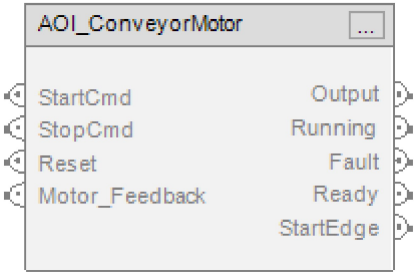 AOI_ConveyorMotor ...
StartCmd Output
StopCmd Running
Reset Fault
Motor_Feedback Ready
StartEdge